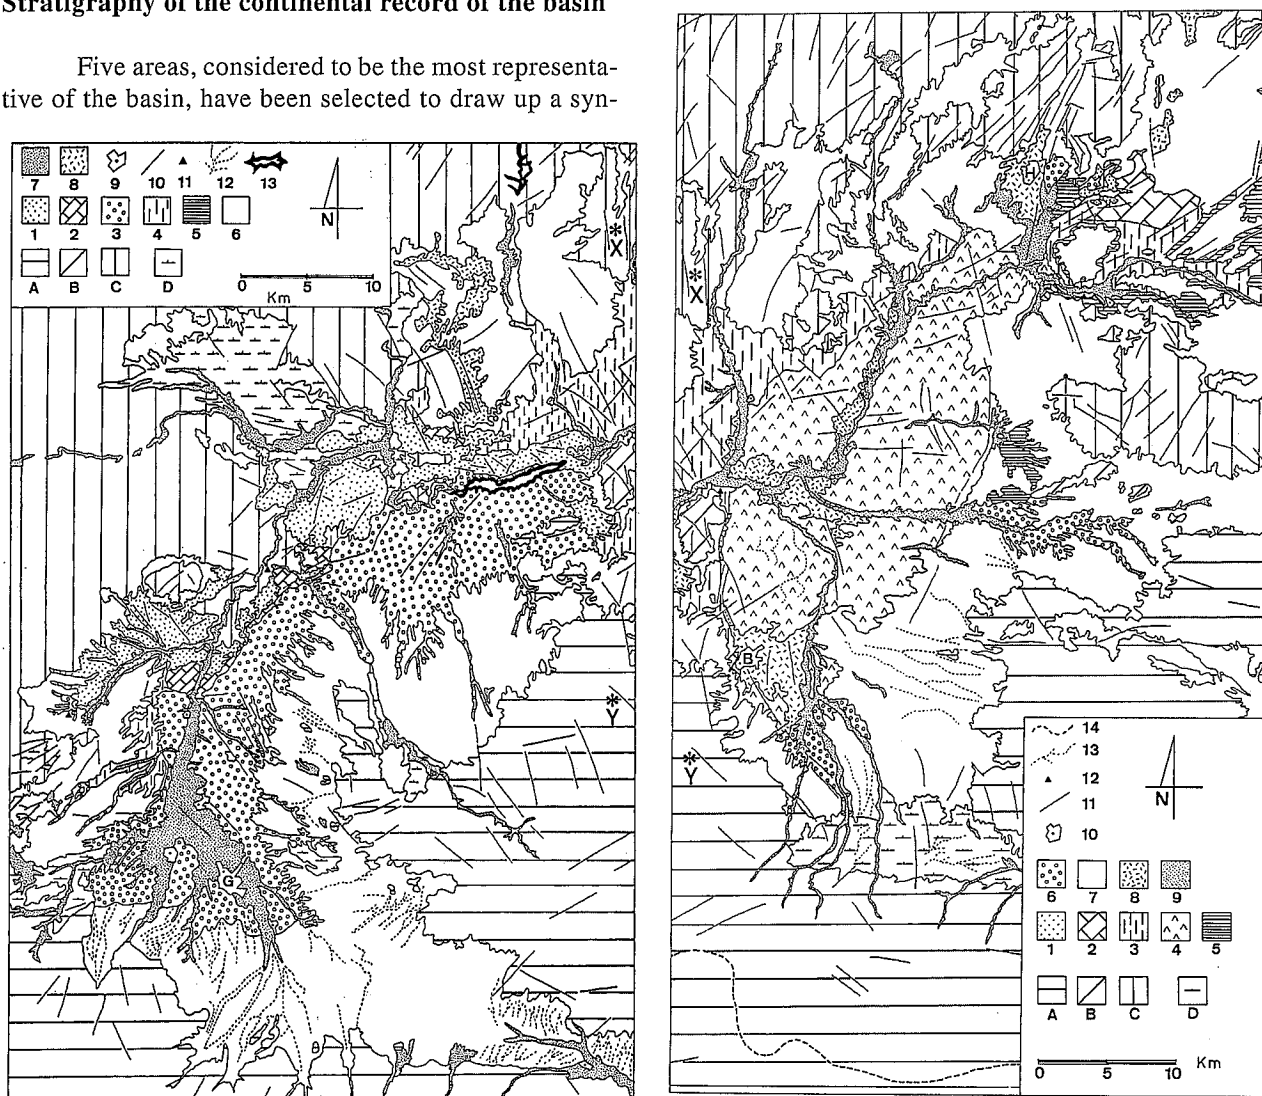 Stratigraphy of the continental record of the basin
Five areas, considered to be the most representa-
tive of the basin, have been selected to draw up a syn-
7 8 9 10 11 12 13
1 2 3 4 5 6
A B C D
N
0 5 10
Km
*
X
*
Y
G
θ
θ
H
*
X
B
*
Y
14
13
12
11
10
N
6 7 8 9
1 2 3 4 5
A B C D
0 5 10 Km